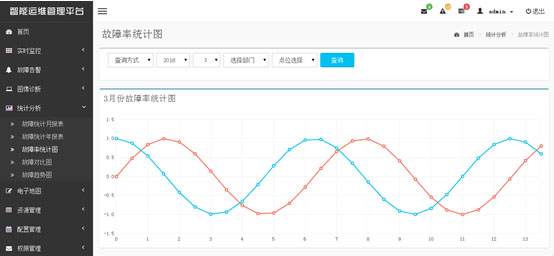 智能运维管理平台
admin
退出
首页
实时监控
故障告警
图像诊断
统计分析
故障统计月报表
故障统计年报表
故障率统计图
故障对比图
故障趋势图
电子地图
资源管理
配置管理
权限管理
故障率统计图
首页 统计分析 故障率统计图
查询方式 2016 3 选择部门 点位选择 查询
3月份故障率统计图
1.5
1.0
0.5
0.0
-0.5
-1.0
-1.5
0 1 2 3 4 5 6 7 8 9 10 11 12 13